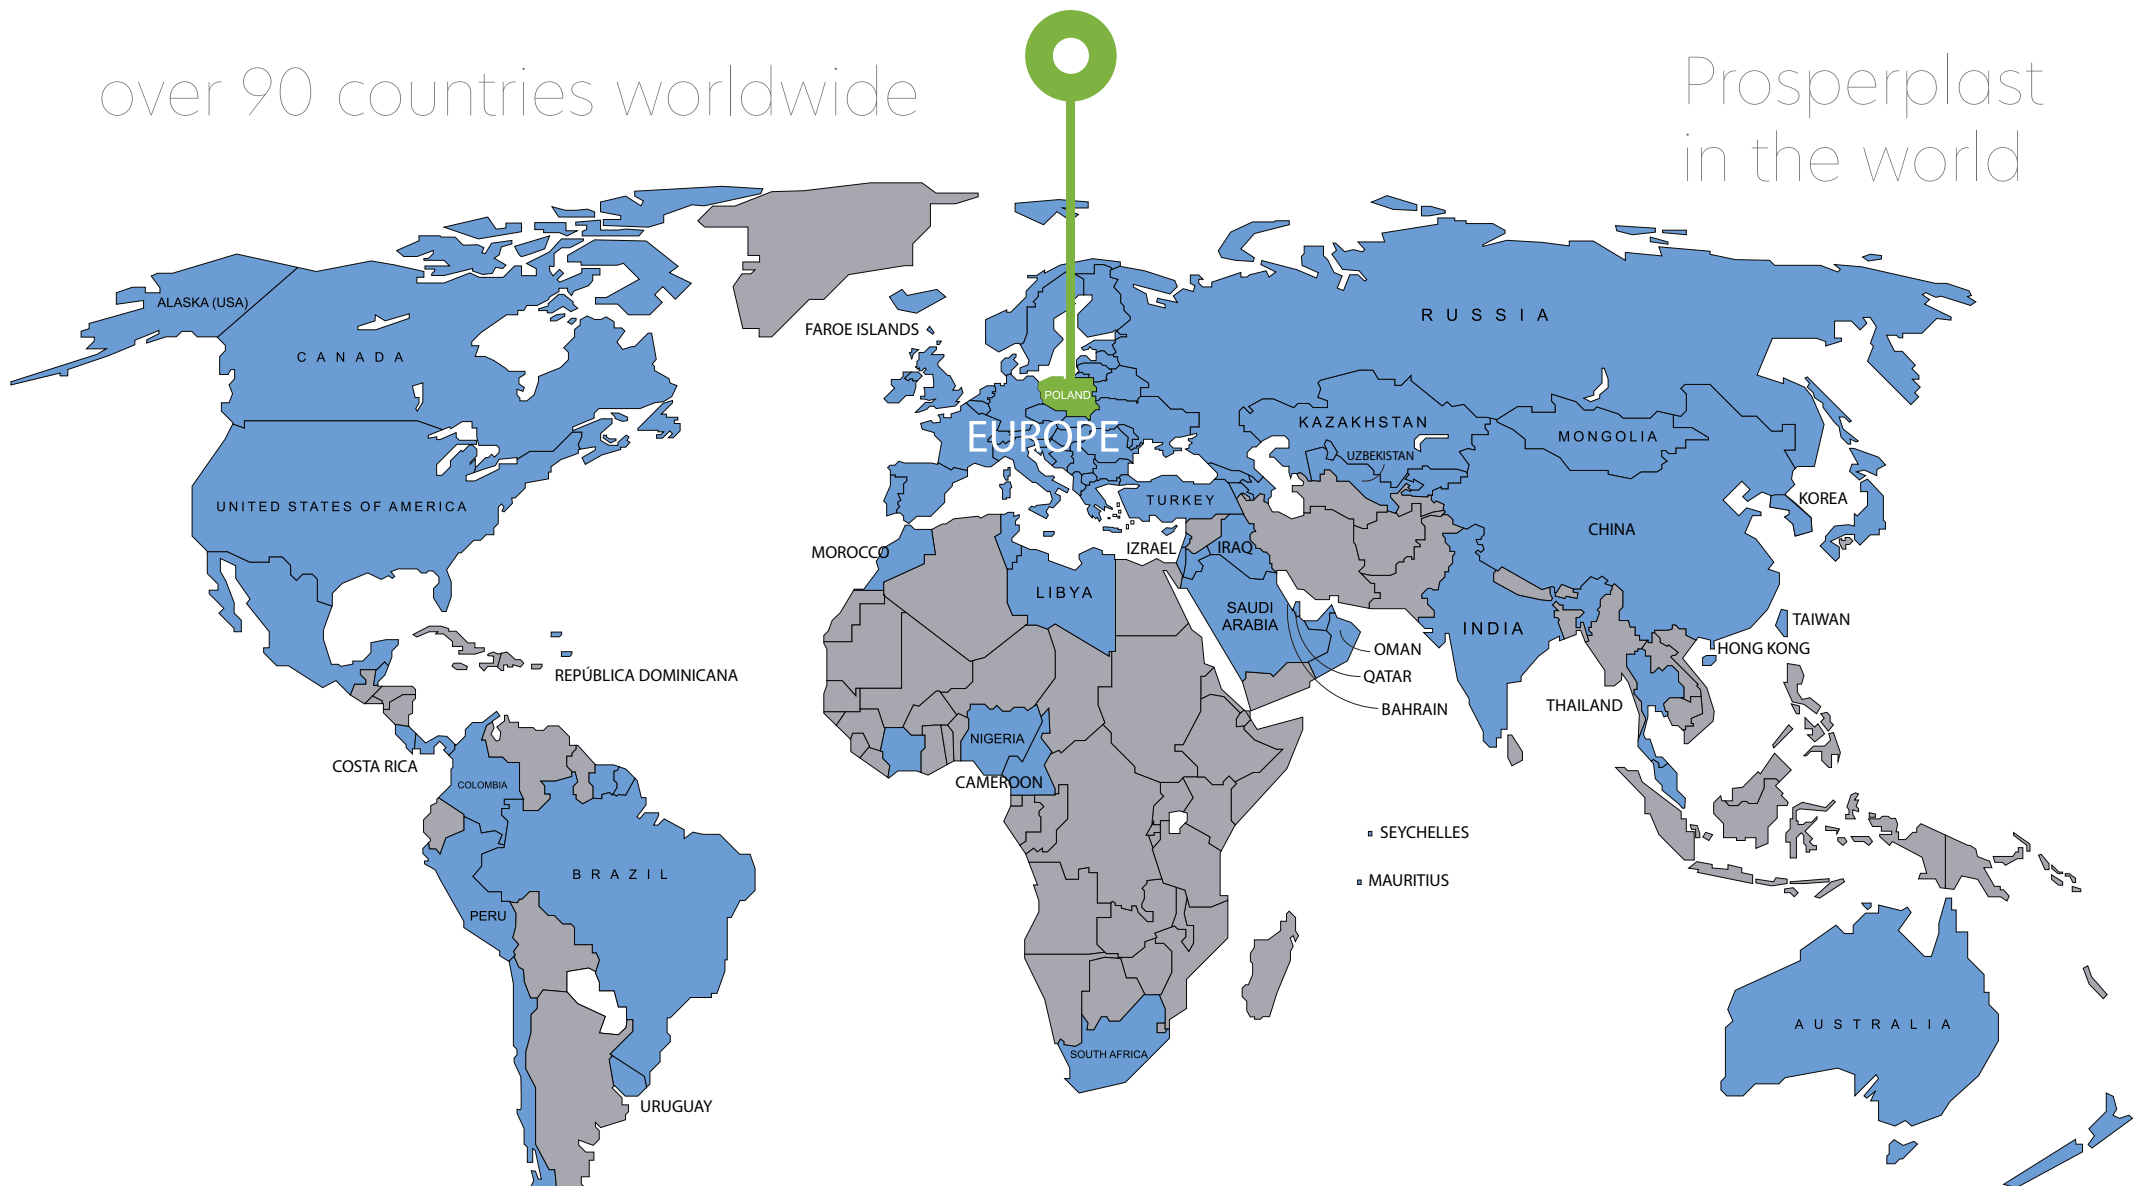 over 90 countries worldwide
Prosperplast
in the world
ALASKA (USA)
CANADA
UNITED STATES OF AMERICA
FAROE ISLANDS
RUSSIA
POLAND
EUROPE
KAZAKHSTAN
MONGOLIA
UZBEKISTAN
TURKEY
KOREA
CHINA
MOROCCO
IZRAEL
IRAQ
LIBYA
SAUDI
ARABIA
INDIA
TAIWAN
OMAN
HONG KONG
QATAR
REPÚBLICA DOMINICANA
BAHRAIN
THAILAND
NIGERIA
COSTA RICA
CAMEROON
COLOMBIA
SEYCHELLES
BRAZIL
MAURITIUS
PERU
AUSTRALIA
SOUTH AFRICA
URUGUAY